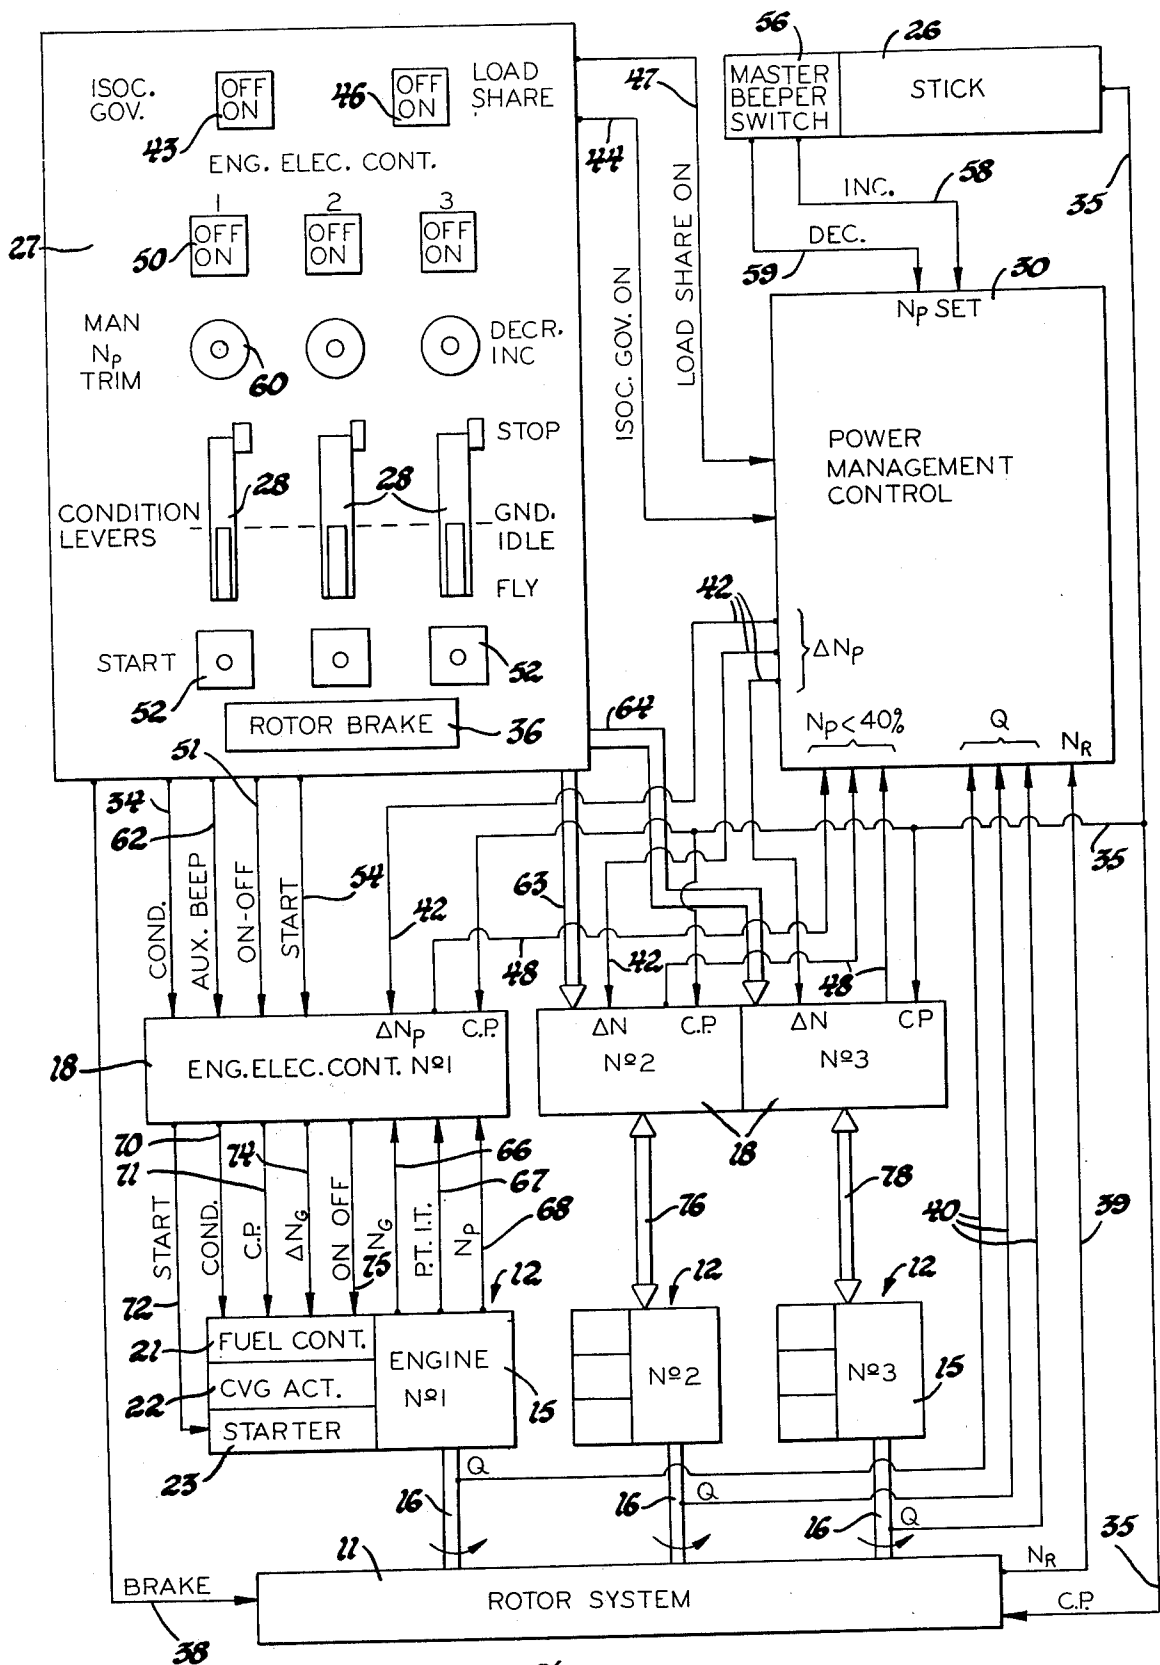 56
26
ISOC. GOV.
OFF ON
43
46
OFF ON
LOAD SHARE
47
MASTER BEEPER SWITCH
STICK
ENG. ELEC. CONT.
44
35
1
2
3
27
50
OFF ON
OFF ON
OFF ON
INC.
58
DEC.
59
30
Np SET
MAN Np TRIM
60
DECR. INC
ISOC. GOV. ON
LOAD SHARE ON
STOP
POWER MANAGEMENT CONTROL
28
28
CONDITION LEVERS
GND. IDLE
FLY
42
ΔNp
START
52
52
ROTOR BRAKE
36
64
Np<40%
Q
NR
34
62
51
54
COND.
AUX. BEEP
ON-OFF
START
42
63
35
48
42
48
ΔNp
C.P.
ΔN
C.P.
ΔN
CP
18
ENG. ELEC. CONT. №1
№2
№3
18
70
71
74
66
67
68
START
COND.
C.P.
ΔNG
ON OFF
NG
P.T. I.T.
Np
72
75
76
78
40
39
12
12
12
21
FUEL CONT.
22
CVG ACT.
STARTER
23
ENGINE №1
15
№2
№3
15
Q
Q
Q
16
16
16
35
11
NR
BRAKE
38
ROTOR SYSTEM
C.P.